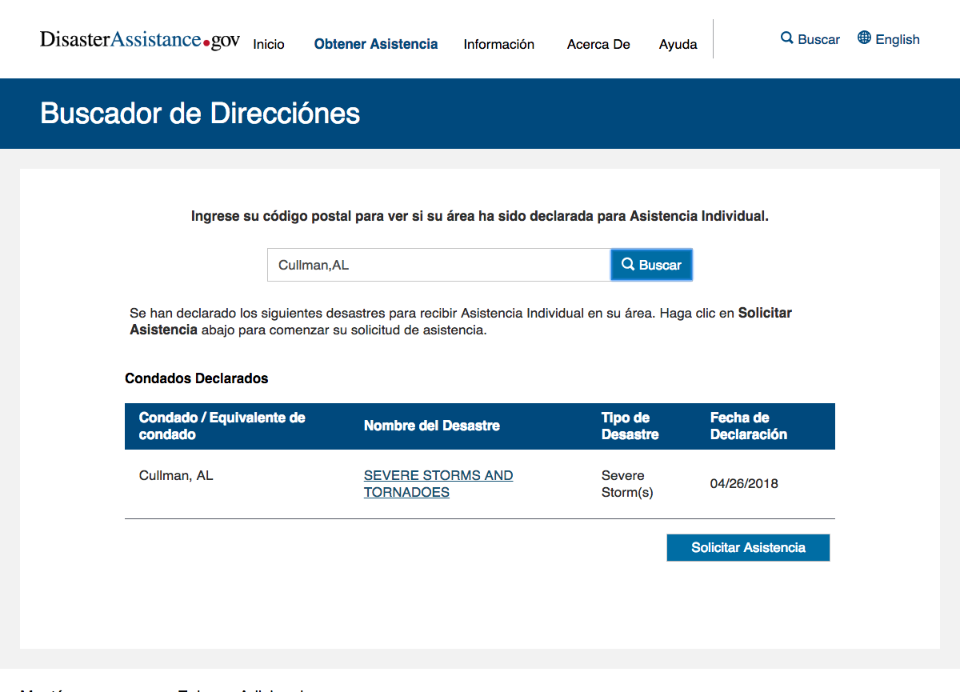 DisasterAssistance.gov Inicio Obtener Asistencia Información Acerca De Ayuda Buscar English
Buscador de Direcciónes
Ingrese su código postal para ver si su área ha sido declarada para Asistencia Individual.
Cullman,AL Buscar
Se han declarado los siguientes desastres para recibir Asistencia Individual en su área. Haga clic en Solicitar
Asistencia abajo para comenzar su solicitud de asistencia.
Condados Declarados
Condado / Equivalente de
condado
Nombre del Desastre
Tipo de
Desastre
Fecha de
Declaración
Cullman, AL
SEVERE STORMS AND
TORNADOES
Severe
Storm(s)
04/26/2018
Solicitar Asistencia